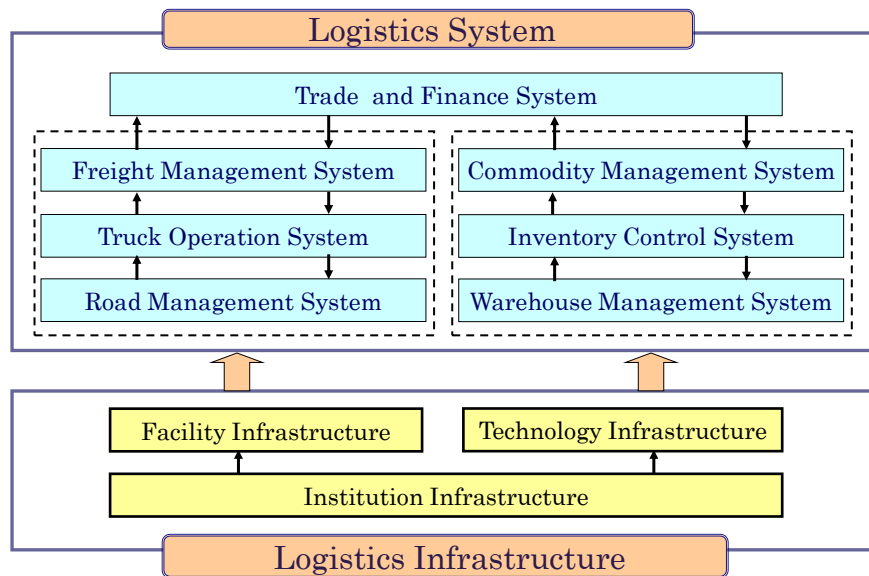 Logistics System
Trade and Finance System
Freight Management System
Commodity Management System
Truck Operation System
Inventory Control System
Road Management System
Warehouse Management System
Facility Infrastructure
Technology Infrastructure
Institution Infrastructure
Logistics Infrastructure